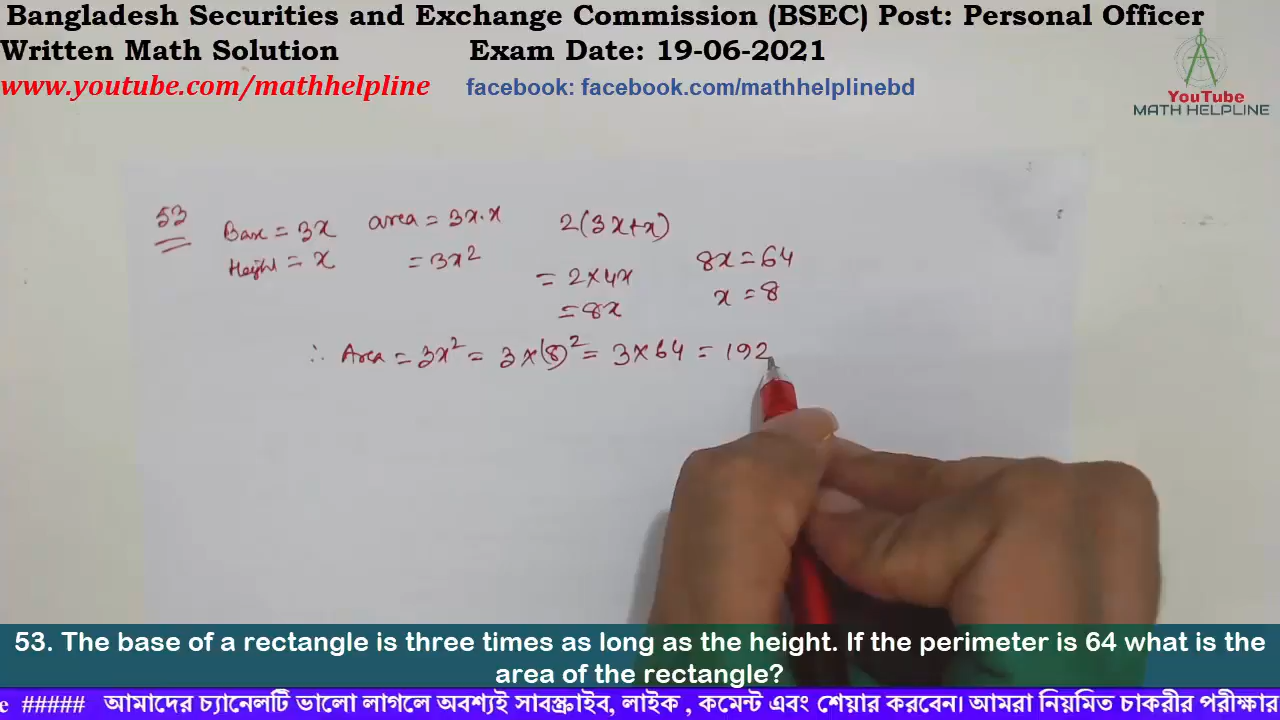 Bangladesh Securities and Exchange Commission (BSEC) Post: Personal Officer
Written Math Solution Exam Date: 19-06-2021
www.youtube.com/mathhelpline facebook: facebook.com/mathhelplinebd
YouTube
MATH HELPLINE
53
Base = 3x area = 3x.x 2(3x+x)
Height = x = 3x² = 2×4x 8x = 64
= 8x x = 8
∴ Area = 3x² = 3×(8)² = 3×64 = 192
53. The base of a rectangle is three times as long as the height. If the perimeter is 64 what is the
area of the rectangle?
e ##### আমাদের চ্যানেলটি ভালো লাগলে অবশ্যই সাবস্ক্রাইব, লাইক , কমেন্ট এবং শেয়ার করবেন। আমরা নিয়মিত চাকরীর পরীক্ষার